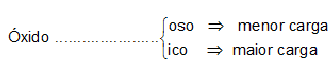 oso ⇒ menor carga
Óxido ........................
ico ⇒ maior carga